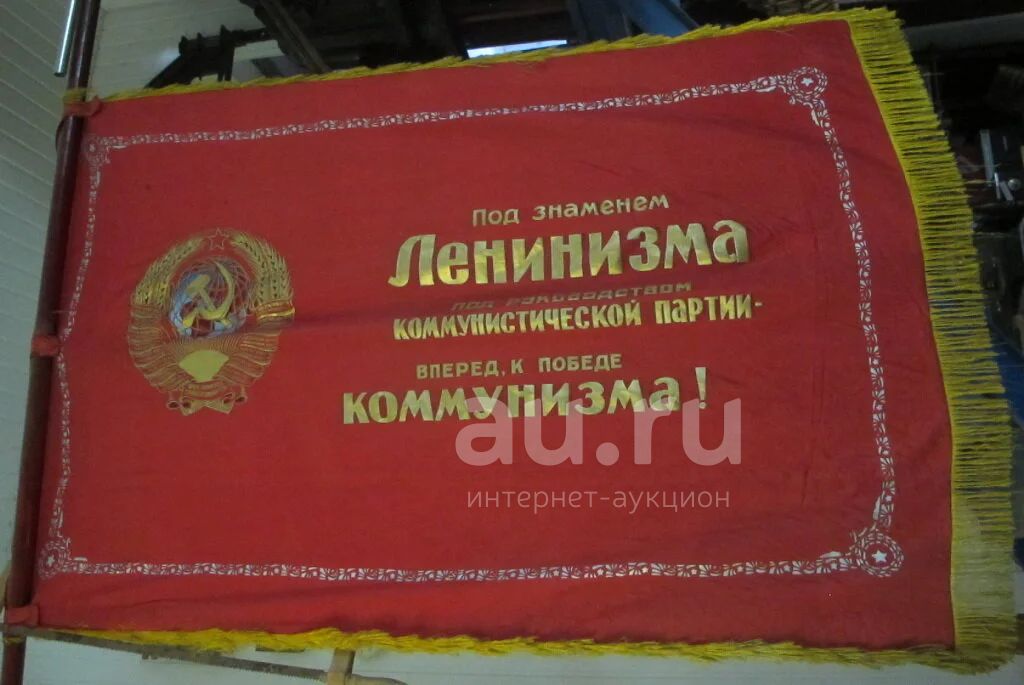 Под знаменем
Ленинизма
под руководством
коммунистической партии-
вперед, к победе
коммунизма!
au.ru
интернет-аукцион